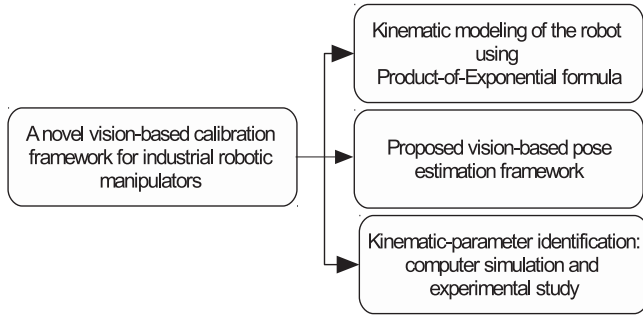 Kinematic modeling of the robot
using
Product-of-Exponential formula
A novel vision-based calibration
framework for industrial robotic
manipulators
Proposed vision-based pose
estimation framework
Kinematic-parameter identification:
computer simulation and
experimental study